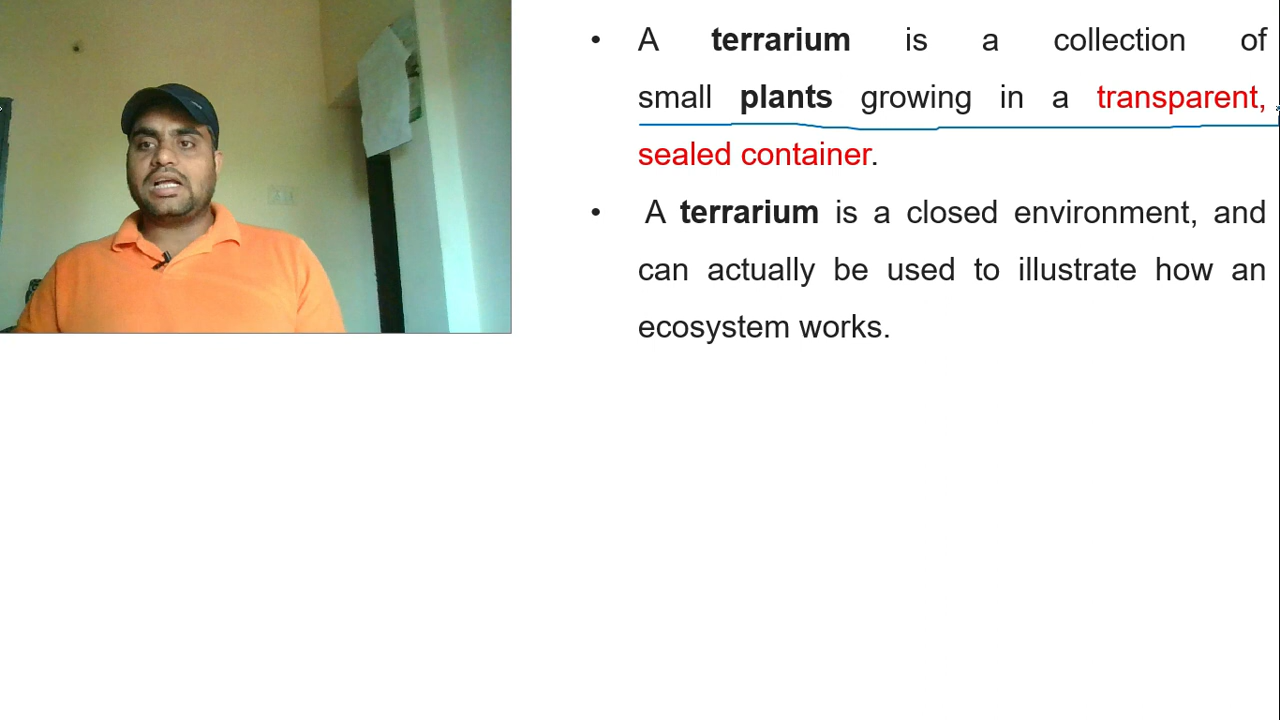 • A terrarium is a collection of
small plants growing in a transparent,
sealed container.
• A terrarium is a closed environment, and
can actually be used to illustrate how an
ecosystem works.